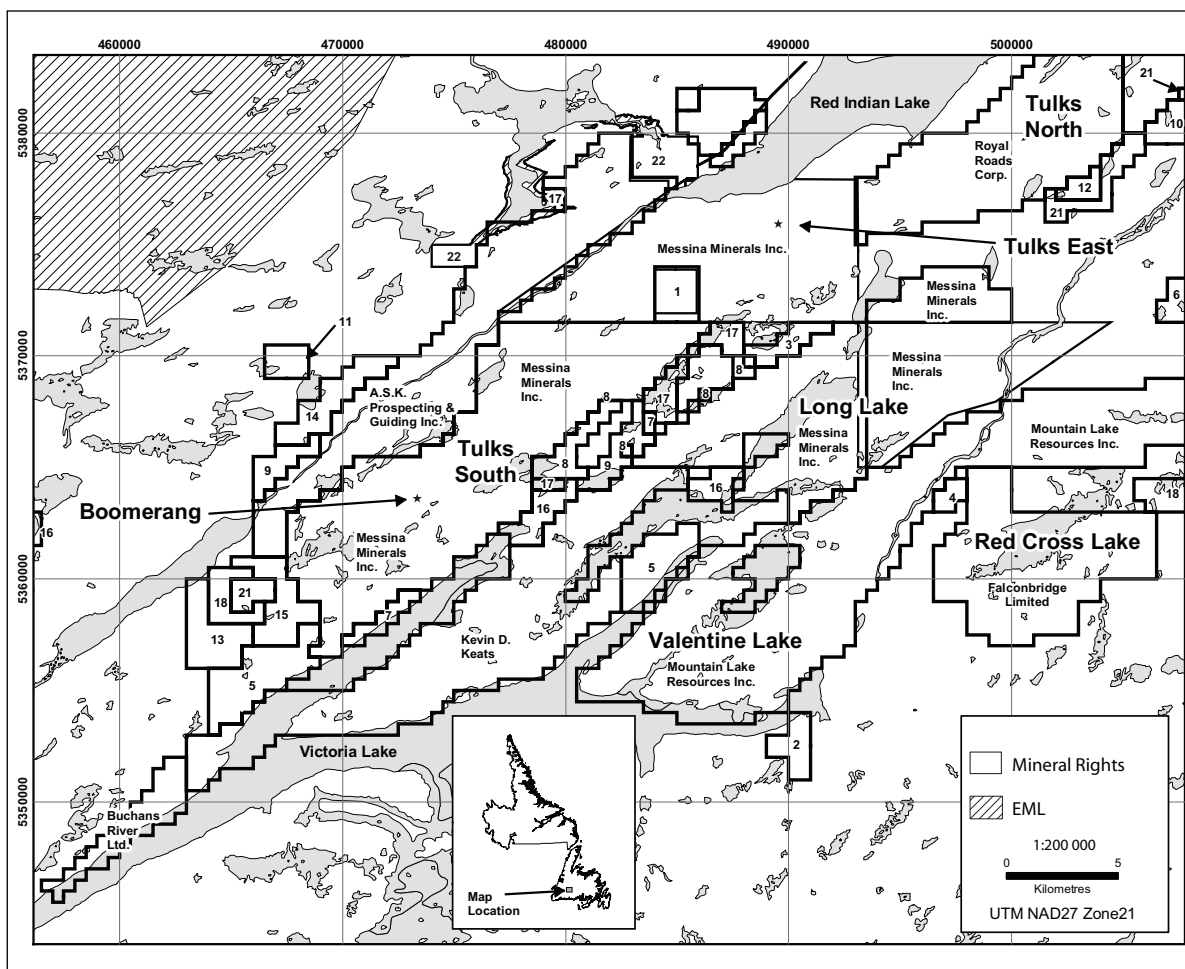 460000
470000
480000
490000
500000
5380000
5370000
5360000
5350000
Red Indian Lake
21
Tulks
North
10
Royal
Roads
Corp.
22
12
17
21
Messina Minerals Inc.
Tulks East
22
1
Messina
Minerals
Inc.
6
11
17
3
Messina
Minerals
Inc.
Messina
Minerals
Inc.
8
8
8
A.S.K.
Prospecting &
Guiding Inc.
17
14
7
Long Lake
Messina
Minerals
Inc.
Mountain Lake
Resources Inc.
Tulks
South
8
8
9
9
17
16
16
4
18
Boomerang
16
Messina
Minerals
Inc.
Red Cross Lake
5
Falconbridge
Limited
21
18
15
7
13
Kevin D.
Keats
Valentine Lake
Mountain Lake
Resources Inc.
5
2
Victoria Lake
Buchans
River
Ltd.
Map
Location
Mineral Rights
EML
1:200 000
0
5
Kilometres
UTM NAD27 Zone21